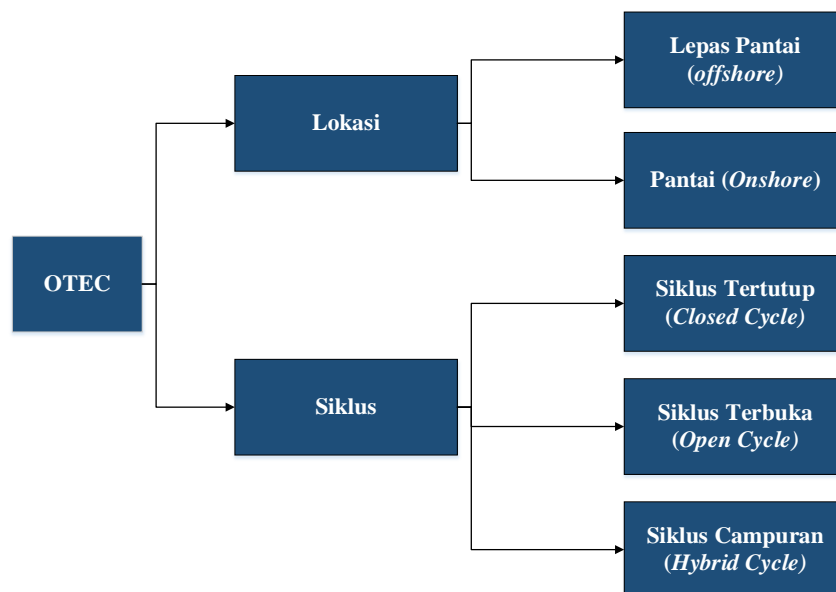 Lepas Pantai
(offshore)
Lokasi
Pantai (Onshore)
OTEC
Siklus Tertutup
(Closed Cycle)
Siklus
Siklus Terbuka
(Open Cycle)
Siklus Campuran
(Hybrid Cycle)